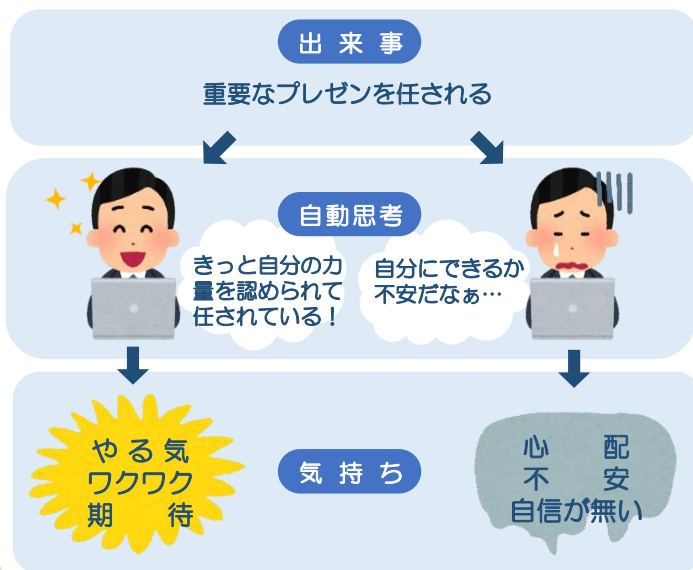 出来事
重要なプレゼンを任される
自動思考
きっと自分の力
量を認められて
任されている！
自分にできるか
不安だなぁ…
気持ち
やる気
ワクワク
期待
心配
不安
自信が無い